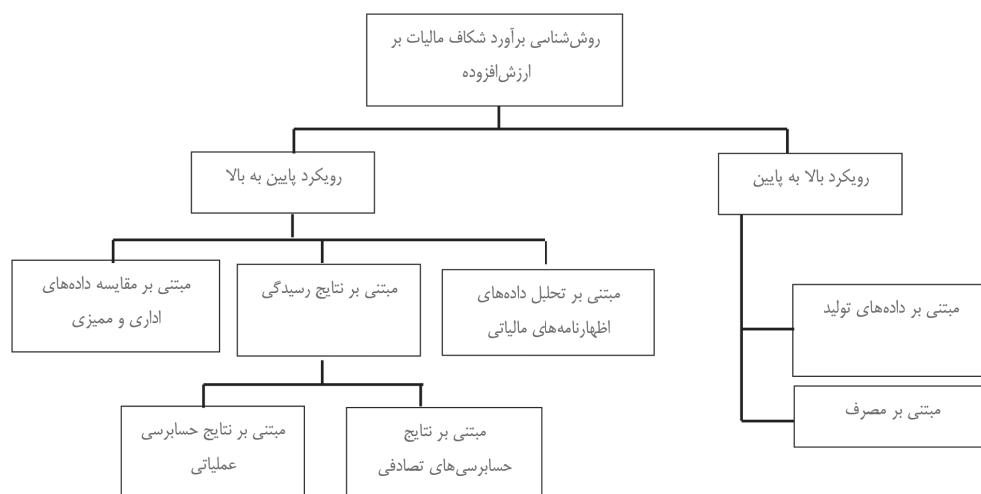 روش‌شناسی برآورد شکاف مالیات بر
ارزش‌افزوده
رویکرد بالا به پایین
رویکرد پایین به بالا
مبتنی بر داده‌های تولید
مبتنی بر مصرف
مبتنی بر تحلیل داده‌های
اظهارنامه‌های مالیاتی
مبتنی بر نتایج رسیدگی
مبتنی بر مقایسه داده‌های
اداری و ممیزی
مبتنی بر نتایج
حسابرسی‌های تصادفی
مبتنی بر نتایج حسابرسی
عملیاتی